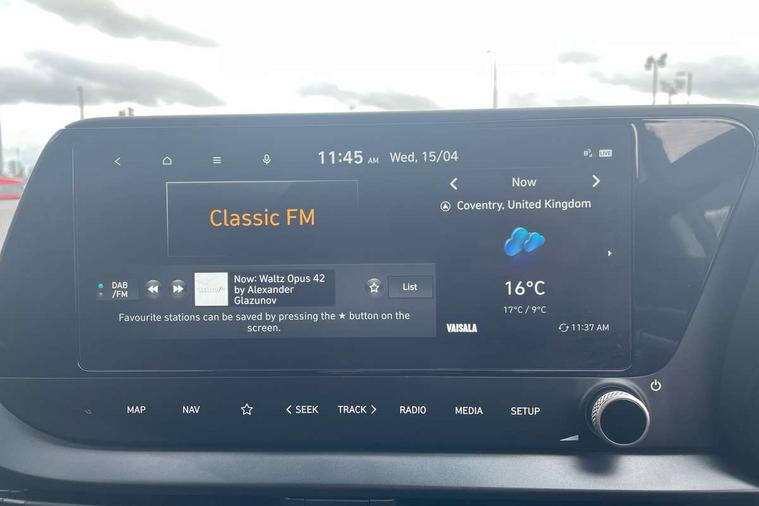 11:45 AM Wed, 15/04
LIVE
Classic FM
DAB
/FM
Now: Waltz Opus 42
by Alexander
Glazunov
List
Favourite stations can be saved by pressing the ★ button on the
screen.
Now
Coventry, United Kingdom
16°C
17°C / 9°C
VAISALA
11:37 AM
MAP
NAV
SEEK
TRACK
RADIO
MEDIA
SETUP